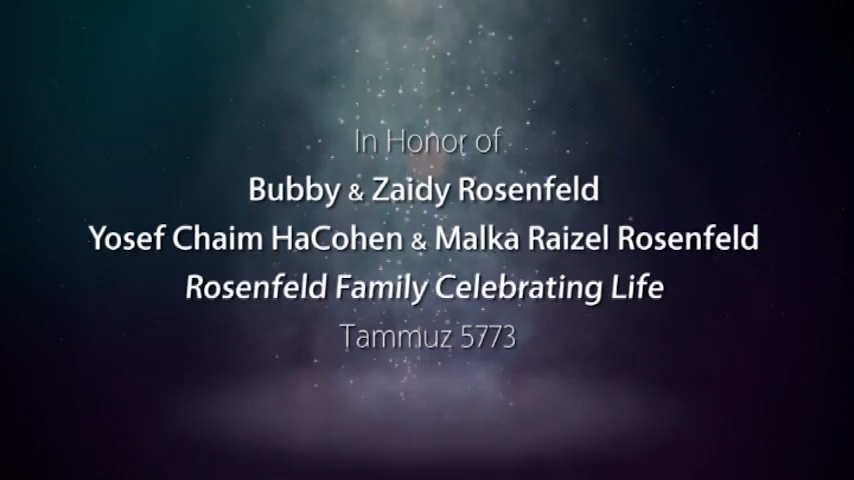 In Honor of
Bubby & Zaidy Rosenfeld
Yosef Chaim HaCohen & Malka Raizel Rosenfeld
Rosenfeld Family Celebrating Life
Tammuz 5773